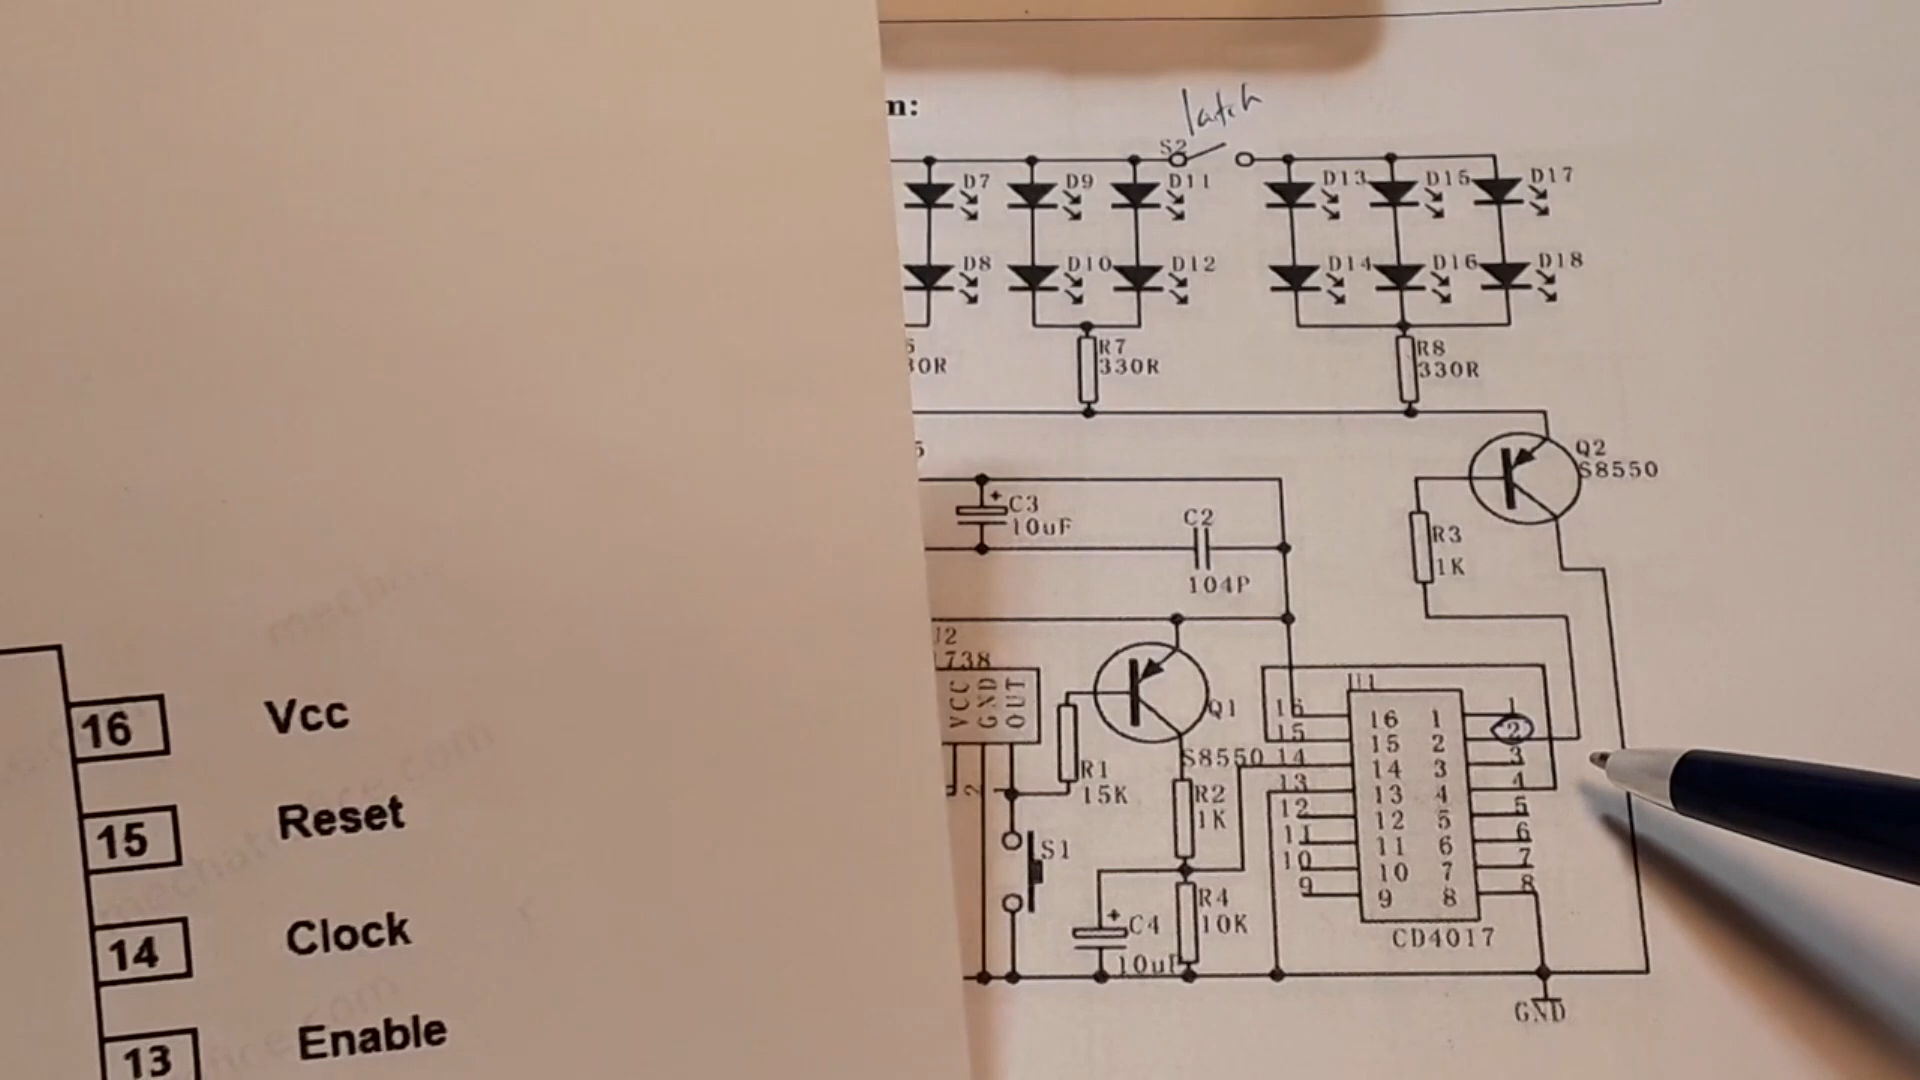 m:
latch
S2
D7
D9
D11
D13
D15
D17
D8
D10
D12
D14
D16
D18
R7
330R
R8
330R
Q2
S8550
C3
10uF
C2
104P
R3
1K
VCC
GND
OUT
Q1
S8550
U1
R1
15K
R2
1K
S1
R4
10K
C4
10uF
16
15
14
13
12
11
10
9
16 1
15 2
14 3
13 4
12 5
11 6
10 7
9 8
1
2
3
4
5
6
7
8
CD4017
GND
16 Vcc
15 Reset
14 Clock
13 Enable